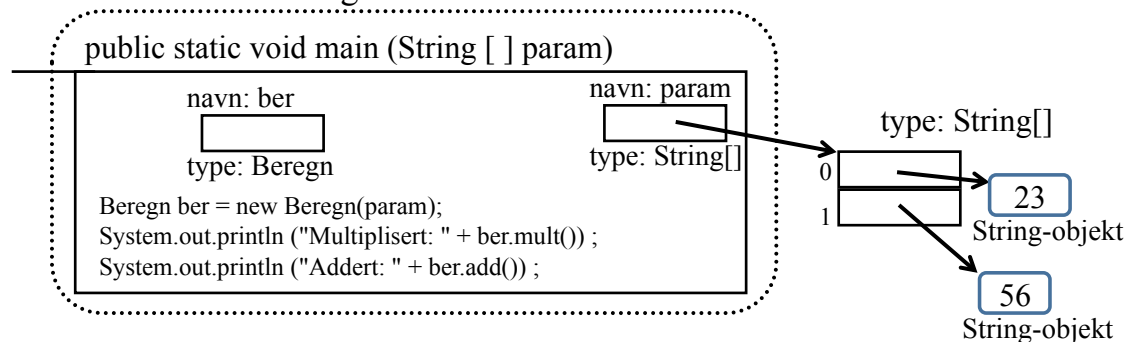 public static void main (String [ ] param)
navn: ber
type: Beregn
navn: param
type: String[]
Beregn ber = new Beregn(param);
System.out.println ("Multiplisert: " + ber.mult()) ;
System.out.println ("Addert: " + ber.add()) ;
type: String[]
0
1
23
String-objekt
56
String-objekt